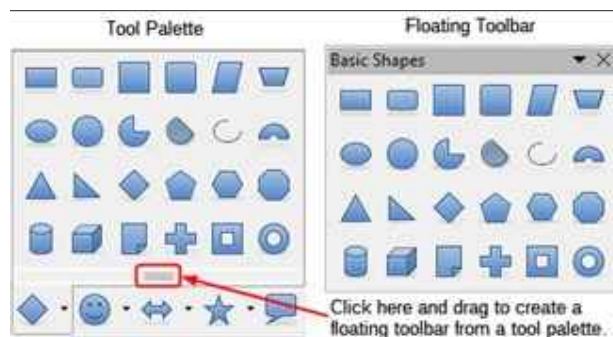 Tool Palette
Floating Toolbar
Basic Shapes
Click here and drag to create a
floating toolbar from a tool palette.